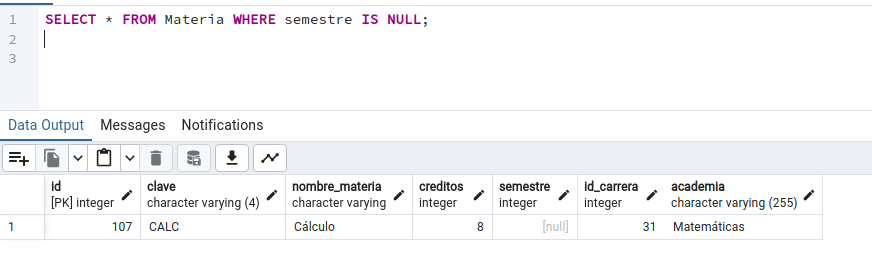 1 SELECT * FROM Materia WHERE semestre IS NULL;
2
3
Data Output Messages Notifications
id clave nombre_materia creditos semestre id_carrera academia
[PK] integer character varying (4) character varying integer integer integer character varying (255)
1 107 CALC Cálculo 8 [null] 31 Matemáticas